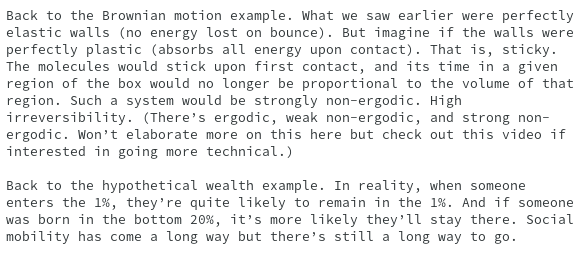 Back to the Brownian motion example. What we saw earlier were perfectly
elastic walls (no energy lost on bounce). But imagine if the walls were
perfectly plastic (absorbs all energy upon contact). That is, sticky.
The molecules would stick upon first contact, and its time in a given
region of the box would no longer be proportional to the volume of that
region. Such a system would be strongly non-ergodic. High
irreversibility. (There’s ergodic, weak non-ergodic, and strong non-
ergodic. Won’t elaborate more on this here but check out this video if
interested in going more technical.)
Back to the hypothetical wealth example. In reality, when someone
enters the 1%, they’re quite likely to remain in the 1%. And if someone
was born in the bottom 20%, it’s more likely they’ll stay there. Social
mobility has come a long way but there’s still a long way to go.